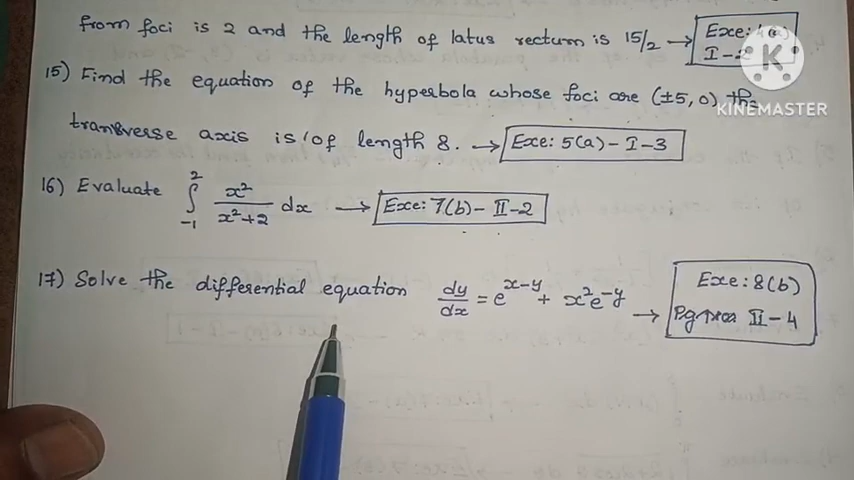 from foci is 2 and the length of latus rectum is 15/2 → Exe:
I-2
K
KINEMASTER
15) Find the equation of the hyperbola whose foci are (±5, 0) the
transverse axis is of length 8. → Exe: 5(a) - I - 3
16) Evaluate ∫_{-1}^{2} x²/(x²+2) dx → Exe: 7(b) - II - 2
17) Solve the differential equation dy/dx = e^{x-y} + x²e^{-y} → Exe: 8(b)
II - 4